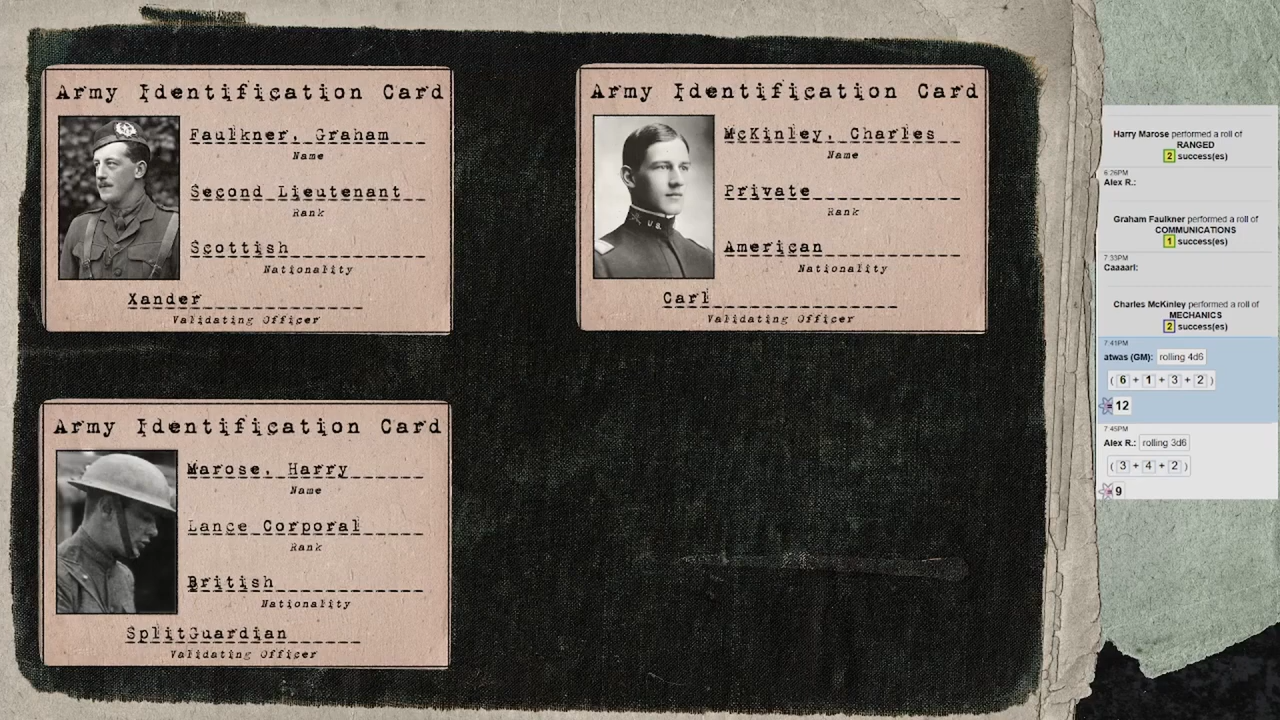 Army Identification Card
Faulkner, Graham
Name
Second Lieutenant
Rank
Scottish
Nationality
Xander
Validating Officer
Army Identification Card
McKinley, Charles
Name
Private
Rank
American
Nationality
Carl
Validating Officer
Army Identification Card
Marose, Harry
Name
Lance Corporal
Rank
British
Nationality
SplitGuardian
Validating Officer
Harry Marose performed a roll of
RANGED
2 success(es)
6:26PM
Alex R.:
Graham Faulkner performed a roll of
COMMUNICATIONS
1 success(es)
7:33PM
Caaaarl:
Charles McKinley performed a roll of
MECHANICS
2 success(es)
7:41PM
atwas (GM): rolling 4d6
( 6 + 1 + 3 + 2 )
= 12
7:45PM
Alex R.: rolling 3d6
( 3 + 4 + 2 )
= 9